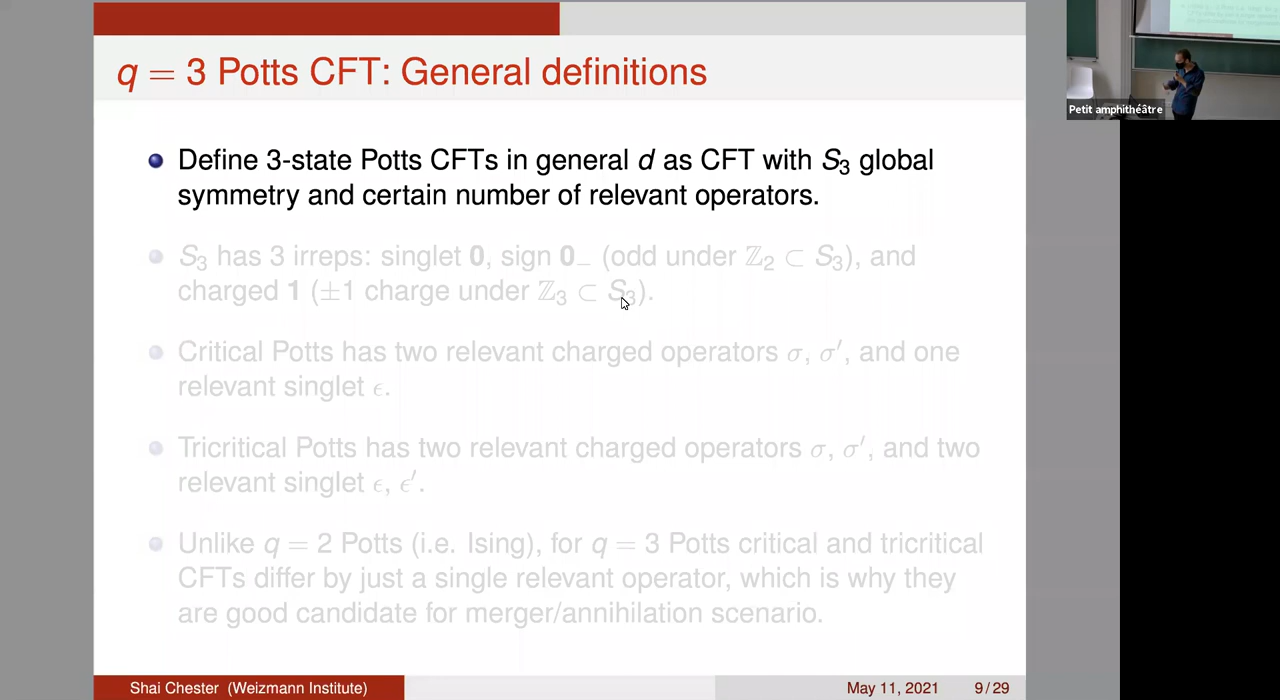 q = 3 Potts CFT: General definitions
Define 3-state Potts CFTs in general d as CFT with S₃ global
symmetry and certain number of relevant operators.
S₃ has 3 irreps: singlet 0, sign 0₋ (odd under ℤ₂ ⊂ S₃), and
charged 1 (±1 charge under ℤ₃ ⊂ S₃).
Critical Potts has two relevant charged operators σ, σ′, and one
relevant singlet ϵ.
Tricritical Potts has two relevant charged operators σ, σ′, and two
relevant singlet ϵ, ϵ′.
Unlike q = 2 Potts (i.e. Ising), for q = 3 Potts critical and tricritical
CFTs differ by just a single relevant operator, which is why they
are good candidate for merger/annihilation scenario.
Shai Chester (Weizmann Institute)
May 11, 2021
9 / 29
Petit amphithéâtre